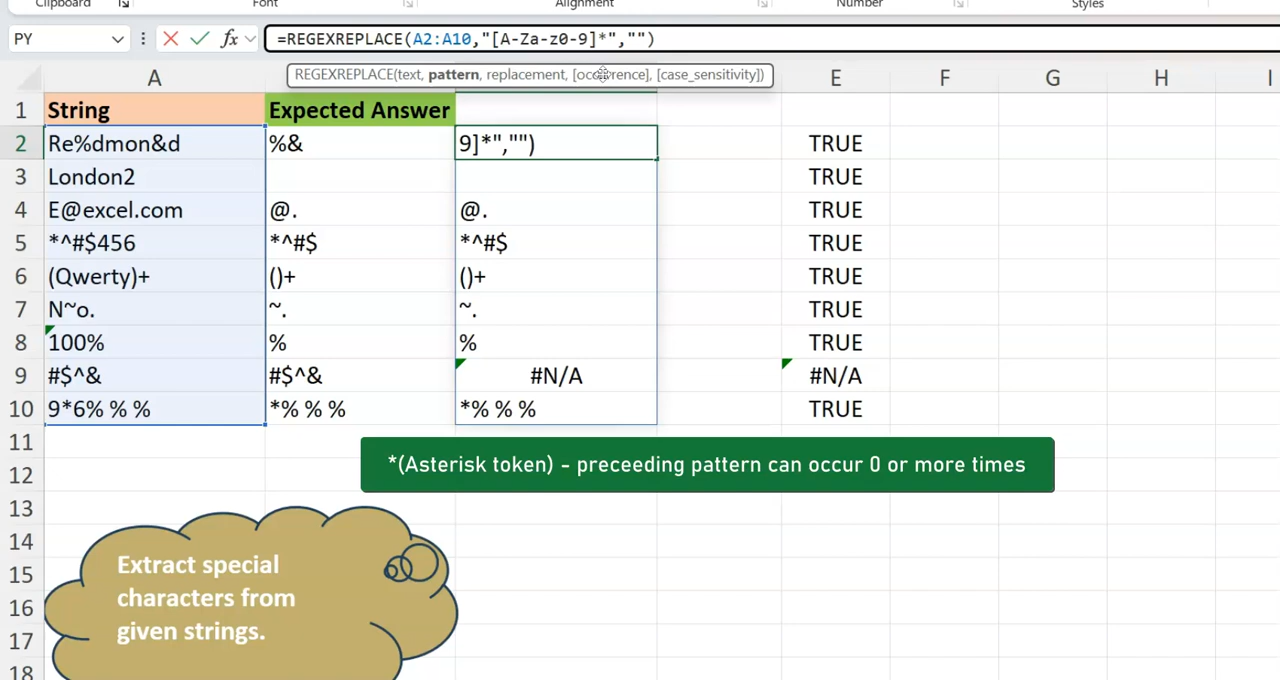 Clipboard Font Alignment Number Styles
PY fx =REGEXREPLACE(A2:A10,"[A-Za-z0-9]*","")
REGEXREPLACE(text, pattern, replacement, [occurrence], [case_sensitivity])
A E F G H I
1 String Expected Answer
2 Re%dmon&d %& 9]*","") TRUE
3 London2 TRUE
4 E@excel.com @. @. TRUE
5 *^#$456 *^#$ *^#$ TRUE
6 (Qwerty)+ ()+ ()+ TRUE
7 N~o. ~. ~. TRUE
8 100% % % TRUE
9 #$^& #$^& #N/A #N/A
10 9*6% % % *% % % *% % % TRUE
11
*(Asterisk token) - preceeding pattern can occur 0 or more times
12
13
14
15
Extract special
16
characters from
17
given strings.
18